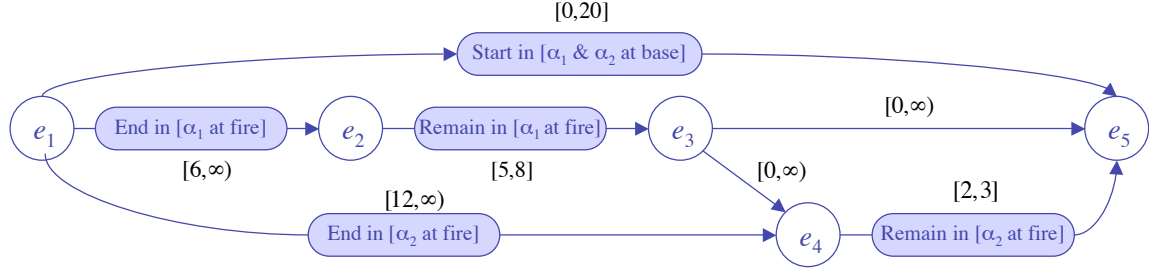 [0,20]
Start in [α₁ & α₂ at base]
e₁
End in [α₁ at fire]
e₂
Remain in [α₁ at fire]
e₃
[0,∞)
e₅
[6,∞)
[5,8]
[0,∞)
[12,∞)
[2,3]
End in [α₂ at fire]
e₄
Remain in [α₂ at fire]